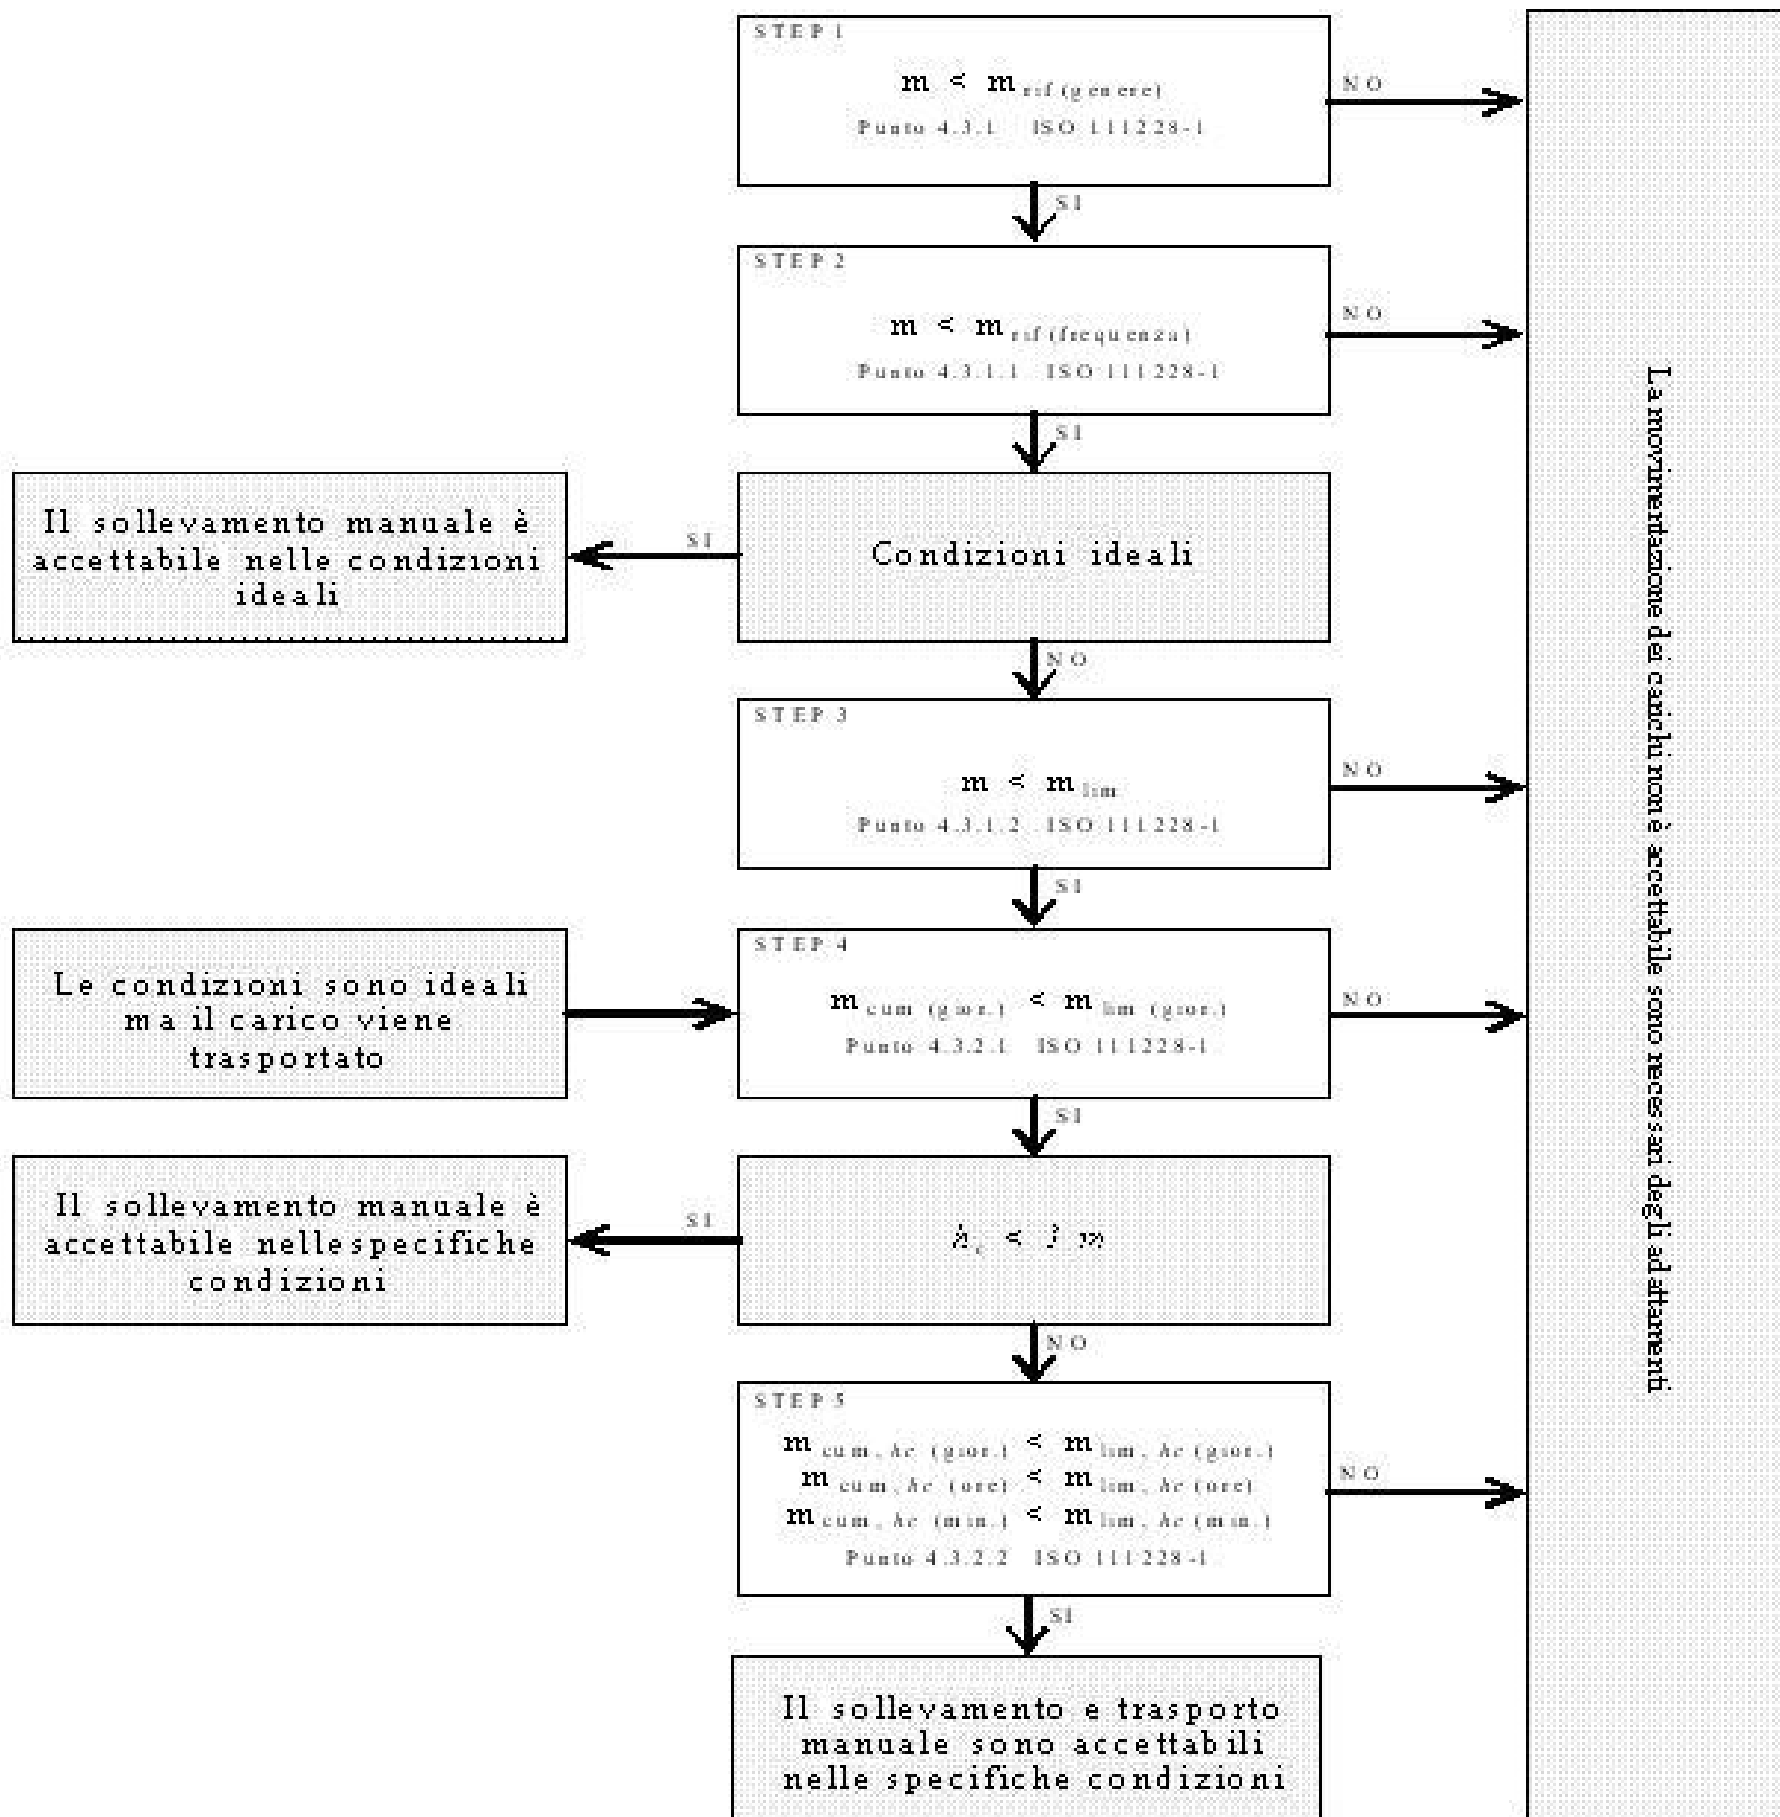 STEP 1
m < m rif (genere)
Punto 4.3.1 ISO 111228-1
NO
SI
STEP 2
m < m rif (frequenza)
Punto 4.3.1.1 ISO 111228-1
NO
SI
Il sollevamento manuale è
accettabile nelle condizioni
ideali
SI
Condizioni ideali
NO
STEP 3
m < m lim
Punto 4.3.1.2 ISO 111228-1
NO
SI
Le condizioni sono ideali
ma il carico viene
trasportato
STEP 4
m cum (gior.) < m lim (gior.)
Punto 4.3.2.1 ISO 111228-1
NO
SI
Il sollevamento manuale è
accettabile nelle specifiche
condizioni
SI
hc < ? m
NO
STEP 5
m cum, hc (gior.) < m lim, hc (gior.)
m cum, hc (ore) < m lim, hc (ore)
m cum, hc (min.) < m lim, hc (min.)
Punto 4.3.2.2 ISO 111228-1
NO
SI
Il sollevamento e trasporto
manuale sono accettabili
nelle specifiche condizioni
La movimentazione dei carichi non è accettabile sono necessari degli adattamenti